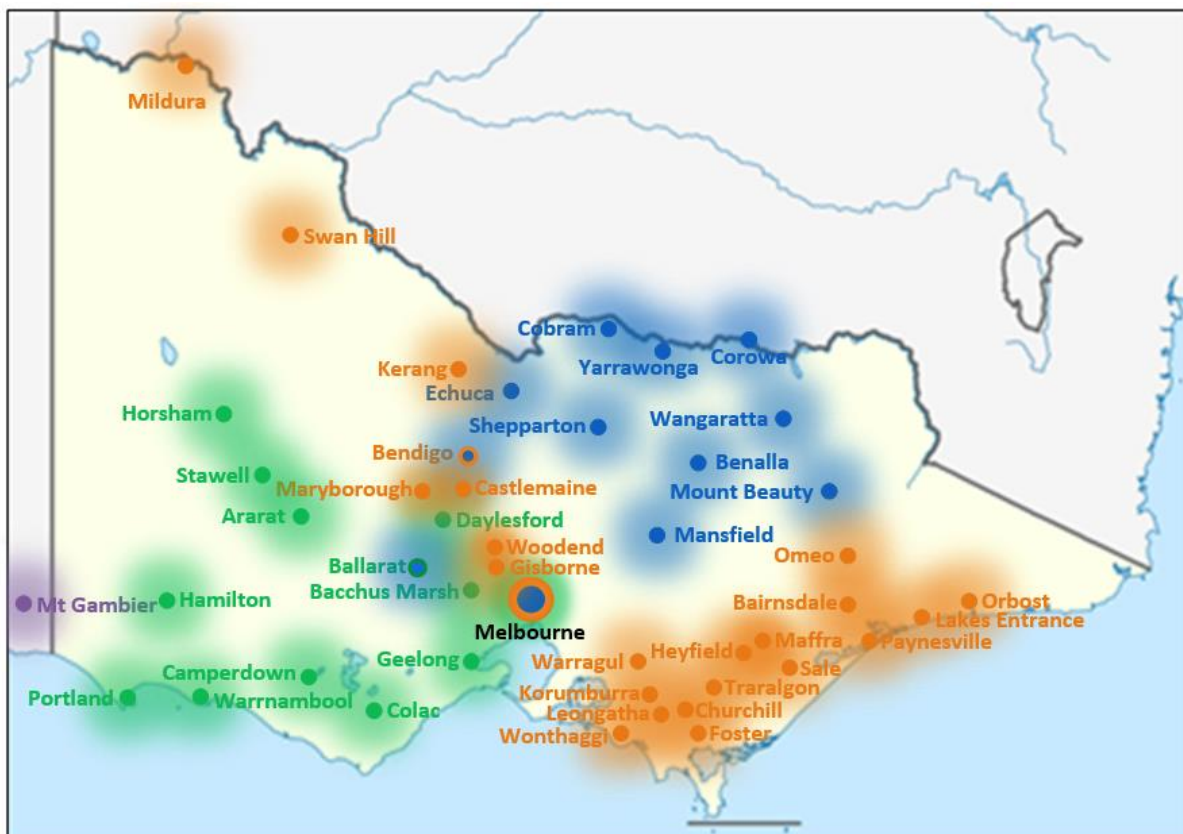 Mildura
Swan Hill
Cobram
Corowa
Yarrawonga
Kerang
Echuca
Horsham
Shepparton
Wangaratta
Bendigo
Benalla
Stawell
Maryborough
Castlemaine
Mount Beauty
Ararat
Daylesford
Mansfield
Woodend
Omeo
Ballarat
Gisborne
Bacchus Marsh
Mt Gambier
Hamilton
Bairnsdale
Orbost
Lakes Entrance
Melbourne
Maffra
Paynesville
Heyfield
Geelong
Warragul
Sale
Camperdown
Traralgon
Portland
Warrnambool
Korumburra
Colac
Leongatha
Churchill
Wonthaggi
Foster